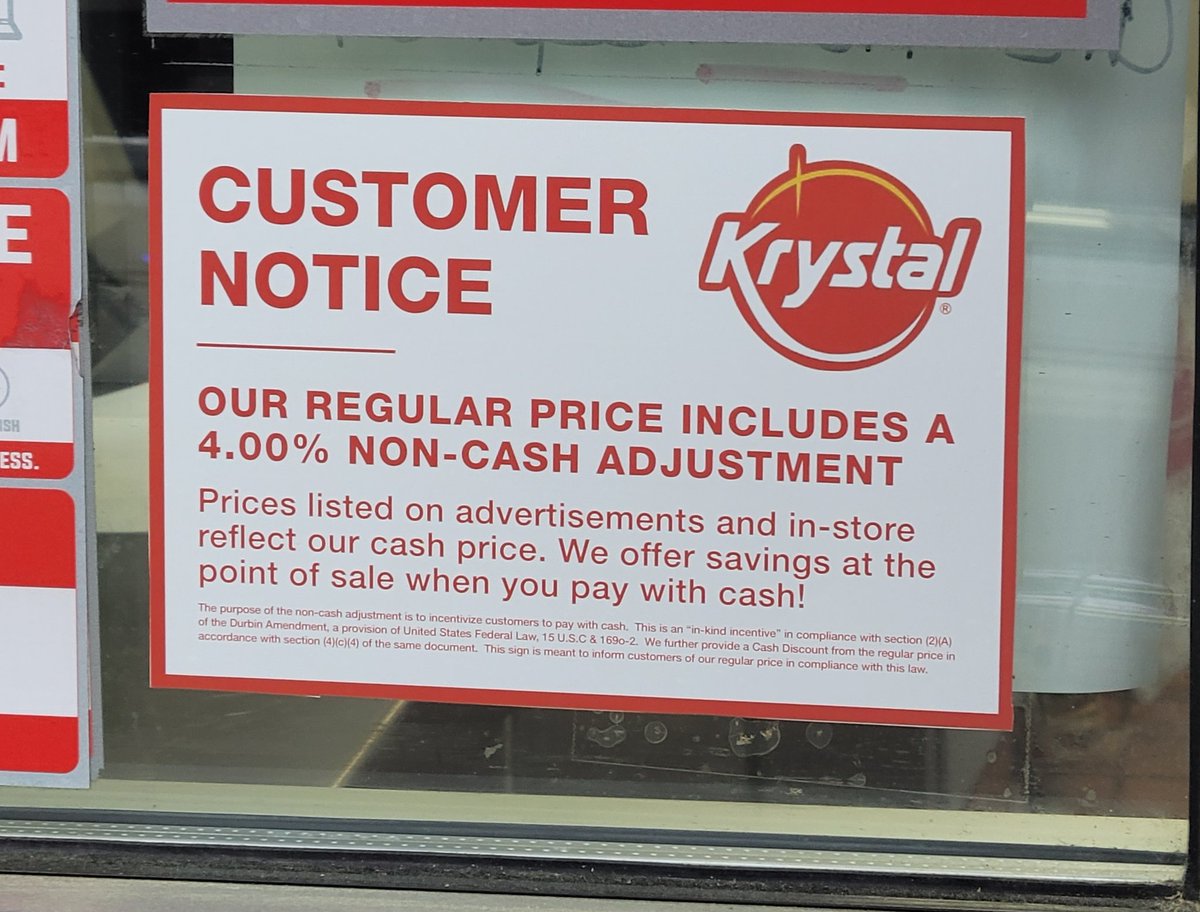 M
E
ISH
ESS.
CUSTOMER
NOTICE
Krystal
®
OUR REGULAR PRICE INCLUDES A
4.00% NON-CASH ADJUSTMENT
Prices listed on advertisements and in-store
reflect our cash price. We offer savings at the
point of sale when you pay with cash!
The purpose of the non-cash adjustment is to incentivize customers to pay with cash. This is an "in-kind incentive" in compliance with section (2)(A)
of the Durbin Amendment, a provision of United States Federal Law, 15 U.S.C & 169o-2. We further provide a Cash Discount from the regular price in
accordance with section (4)(c)(4) of the same document. This sign is meant to inform customers of our regular price in compliance with this law.